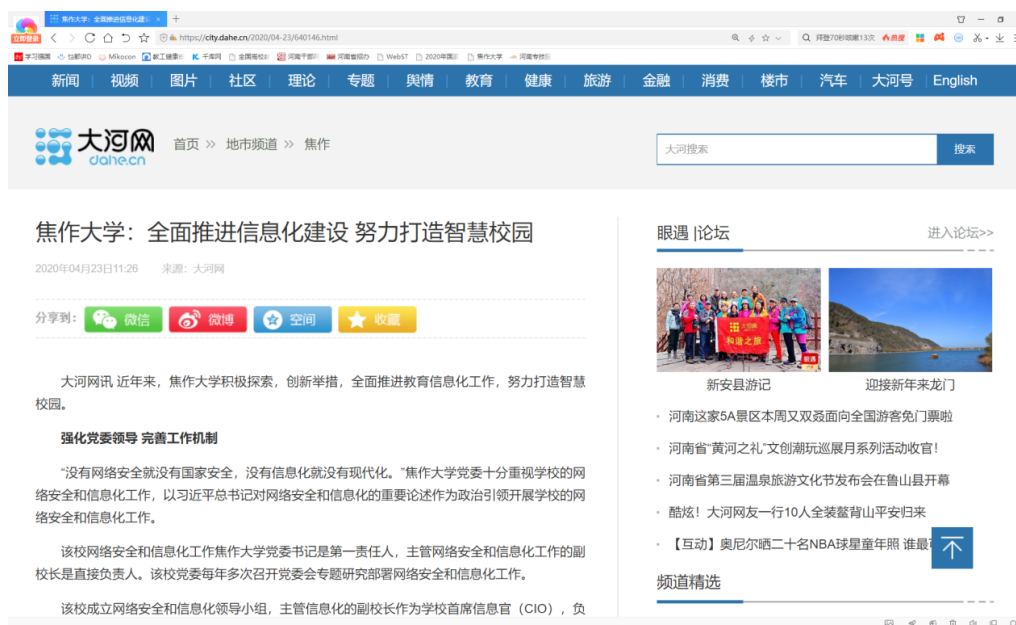 焦作大学：全面推进信息化建设
立即登录
https://city.dahe.cn/2020/04-23/640146.html
热搜
学习强国
Mikocon
千库网
河南省招办
WebST
焦作大学
新闻 视频 图片 社区 理论 专题 舆情 教育 健康 旅游 金融 消费 楼市 汽车 大河号 English
大河网
dahe.cn
首页 >> 地市频道 >> 焦作
大河搜索
搜索
焦作大学：全面推进信息化建设 努力打造智慧校园
2020年04月23日11:26 来源：大河网
分享到： 微信 微博 空间 收藏
大河网讯 近年来，焦作大学积极探索，创新举措，全面推进教育信息化工作，努力打造智慧
校园。
强化党委领导 完善工作机制
“没有网络安全就没有国家安全，没有信息化就没有现代化。”焦作大学党委十分重视学校的网
络安全和信息化工作，以习近平总书记对网络安全和信息化的重要论述作为政治引领开展学校的网
络安全和信息化工作。
该校网络安全和信息化工作焦作大学党委书记是第一责任人，主管网络安全和信息化工作的副
校长是直接负责人。该校党委每年多次召开党委会专题研究部署网络安全和信息化工作。
该校成立网络安全和信息化领导小组，主管信息化的副校长作为学校首席信息官（CIO），负
眼遇 |论坛
进入论坛>>
大河网
和谐之旅
眼遇
新安县游记
迎接新年来龙门
河南这家5A景区本周又双叒面向全国游客免门票啦
河南省“黄河之礼”文创潮玩巡展月系列活动收官！
河南省第三届温泉旅游文化节发布会在鲁山县开幕
酷炫！大河网友一行10人全装鳌背山平安归来
【互动】奥尼尔晒二十名NBA球星童年照 谁最
频道精选